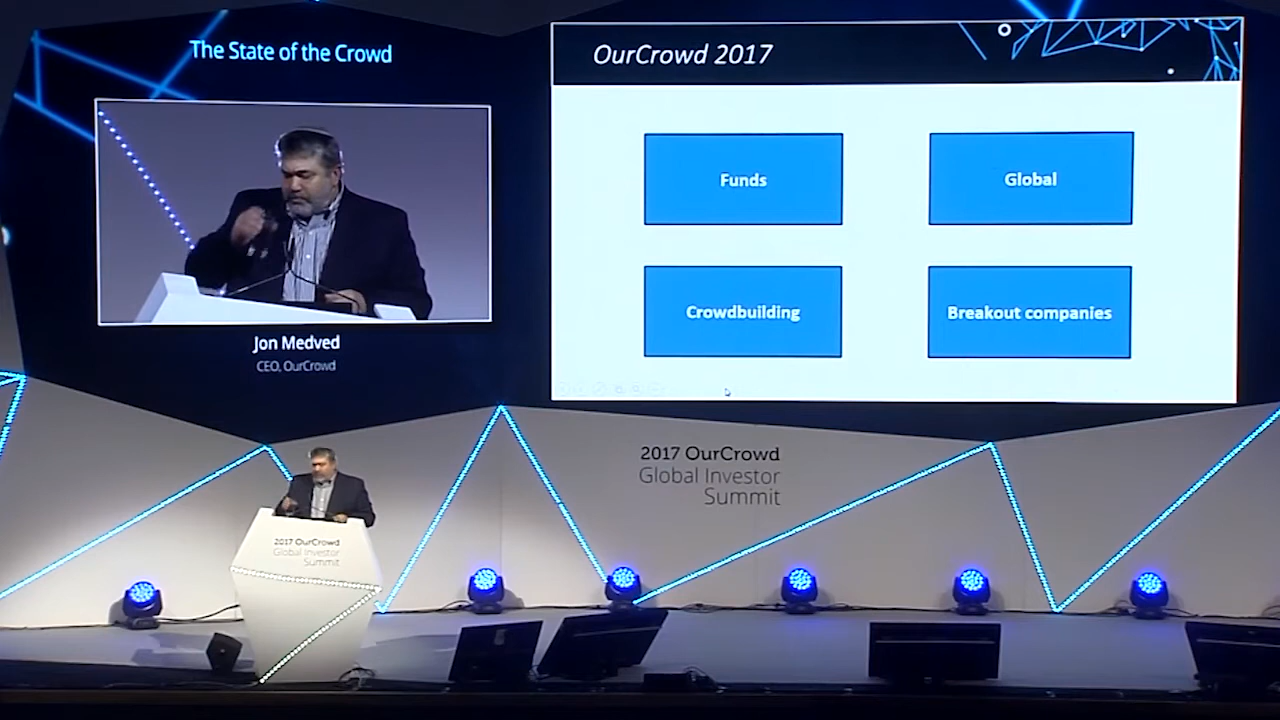 The State of the Crowd
Jon Medved
CEO, OurCrowd
OurCrowd 2017
Funds
Global
Crowdbuilding
Breakout companies
2017 OurCrowd
Global Investor
Summit
2017 OurCrowd
Global Investor
Summit